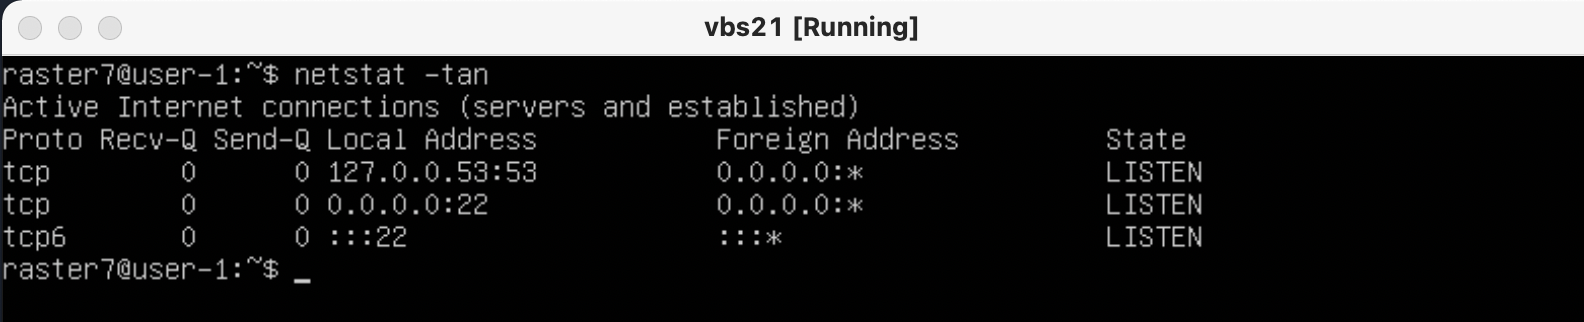 vbs21 [Running]
raster7@user-1:~$ netstat -tan
Active Internet connections (servers and established)
Proto Recv-Q Send-Q Local Address           Foreign Address         State
tcp        0      0 127.0.0.53:53           0.0.0.0:*               LISTEN
tcp        0      0 0.0.0.0:22              0.0.0.0:*               LISTEN
tcp6       0      0 :::22                   :::*                    LISTEN
raster7@user-1:~$ _